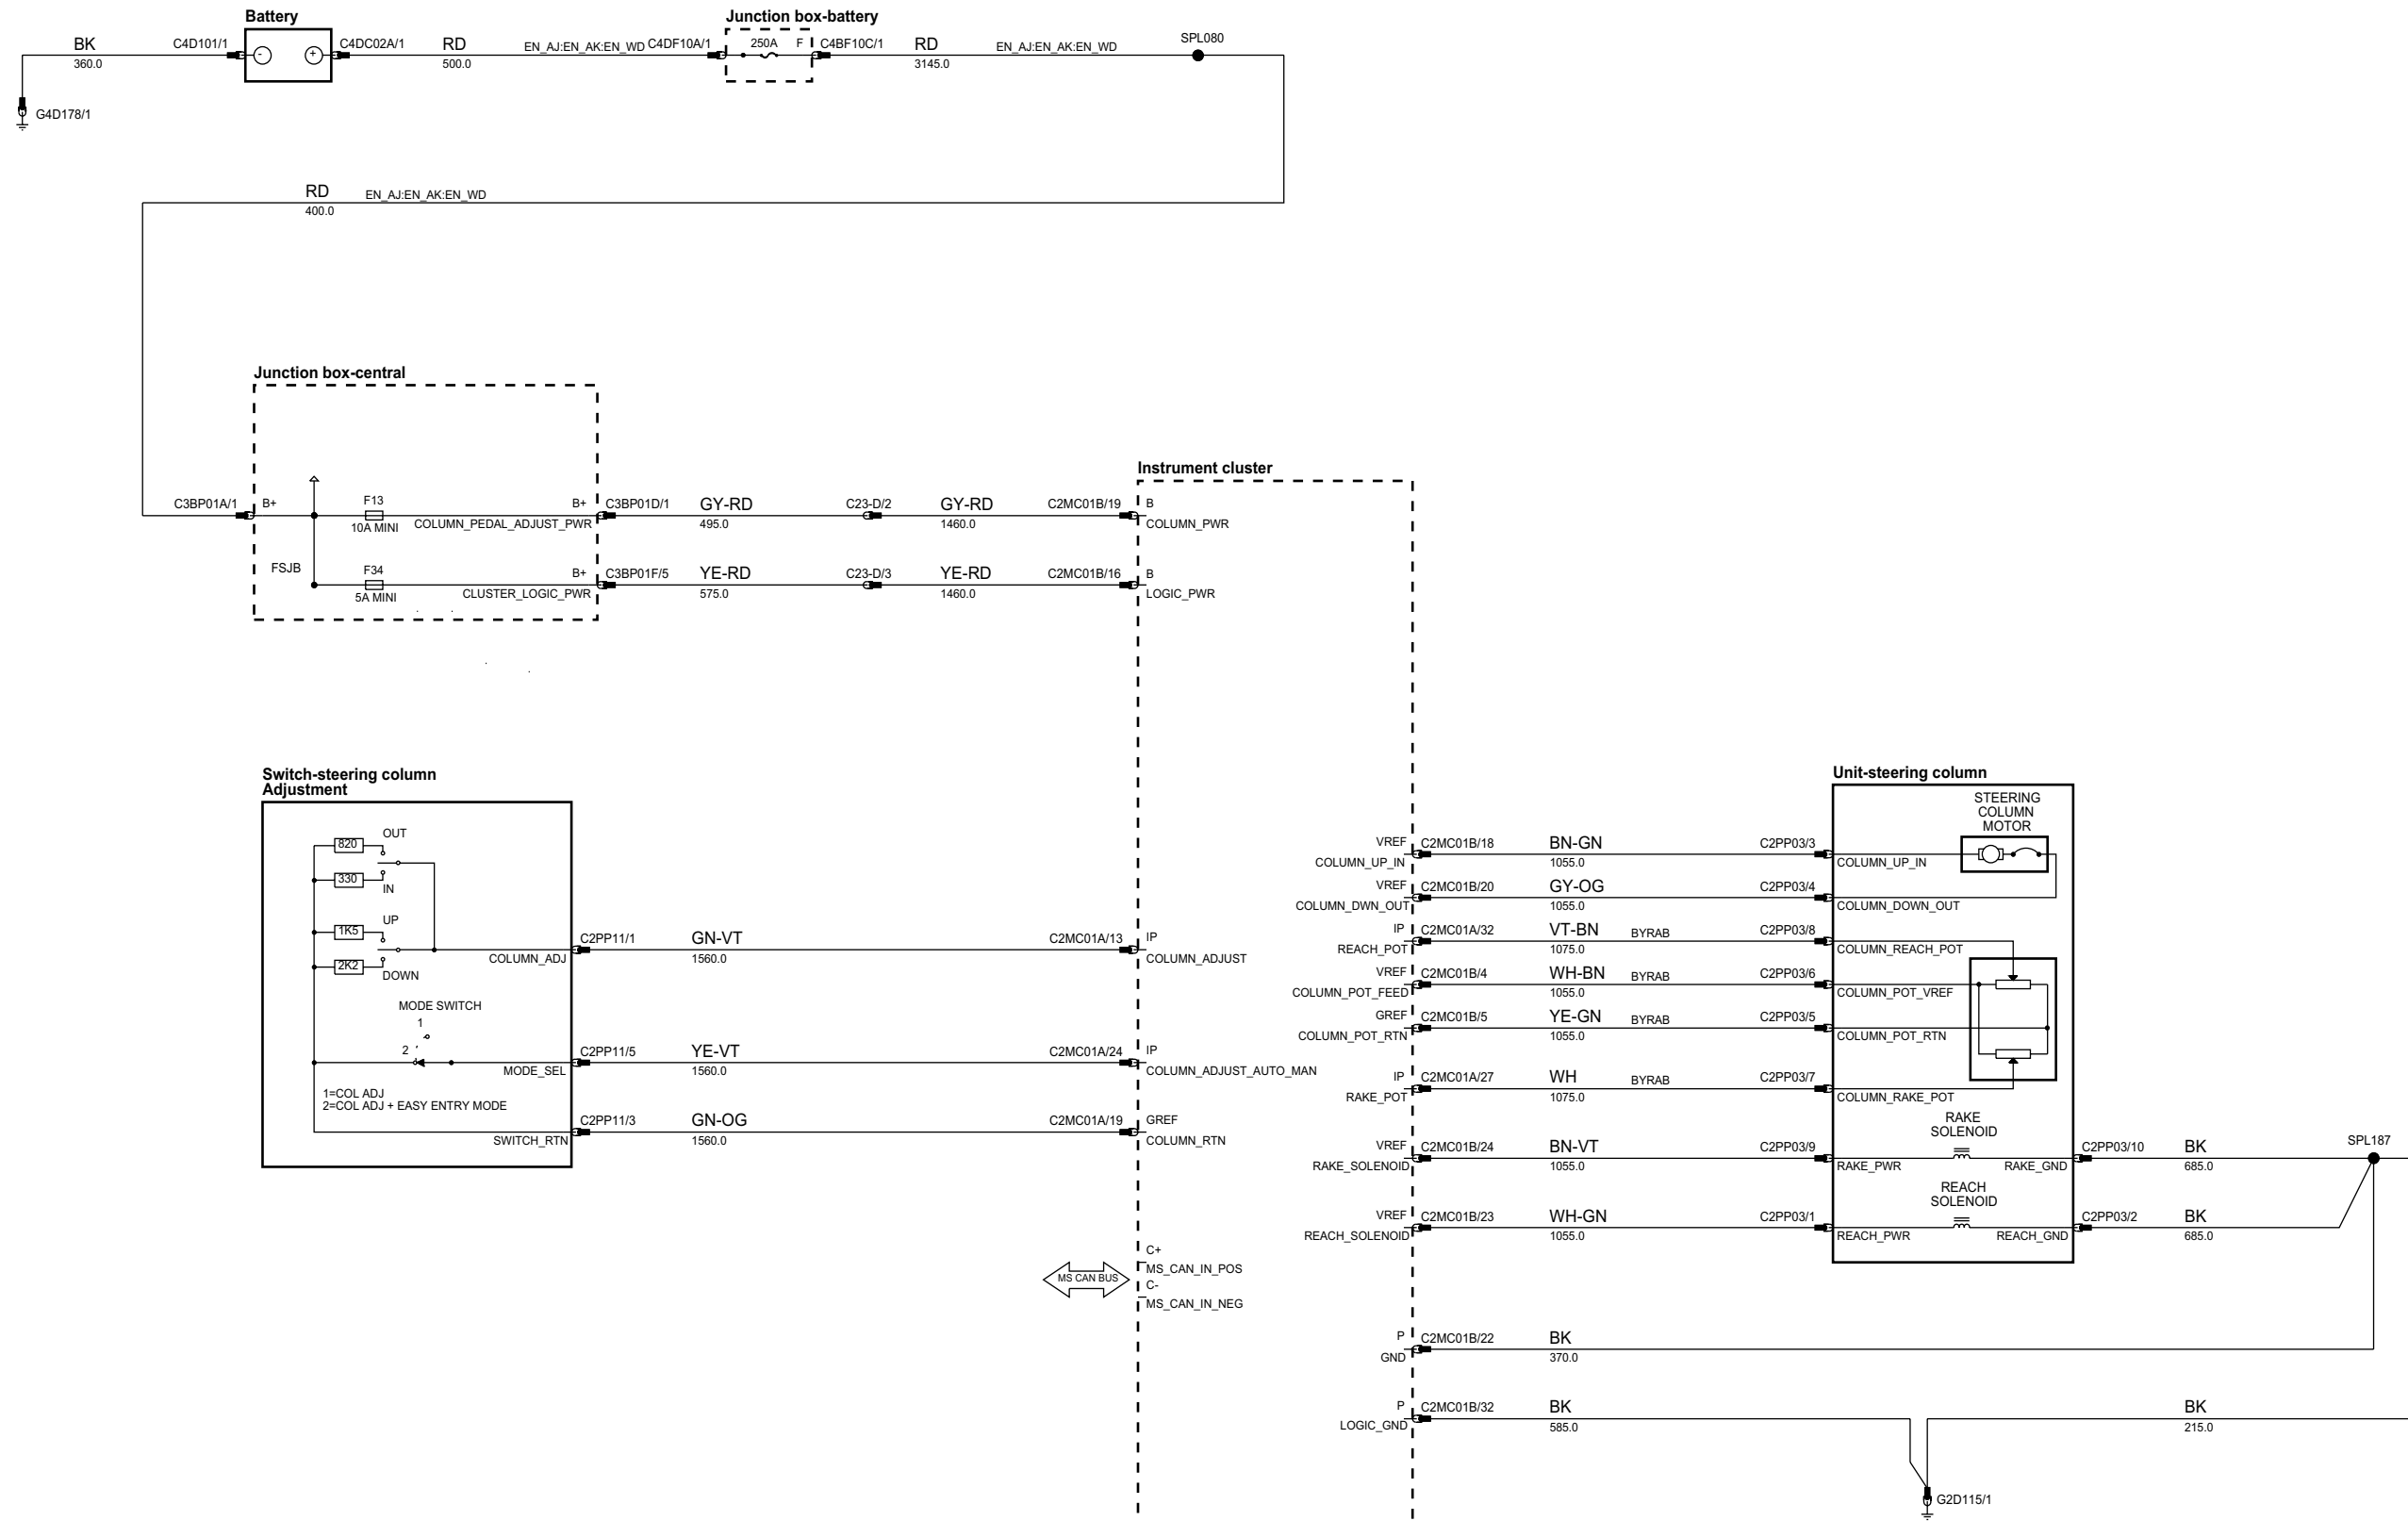 Battery
Junction box-battery
BK
360.0
C4D101/1
-
+
C4DC02A/1
RD
500.0
EN_AJ:EN_AK:EN_WD
C4DF10A/1
250A
F
C4BF10C/1
RD
3145.0
EN_AJ:EN_AK:EN_WD
SPL080
G4D178/1
RD
400.0
EN_AJ:EN_AK:EN_WD
Junction box-central
C3BP01A/1
B+
F13
10A MINI
B+
COLUMN_PEDAL_ADJUST_PWR
C3BP01D/1
GY-RD
495.0
C23-D/2
GY-RD
1460.0
C2MC01B/19
FSJB
F34
5A MINI
B+
CLUSTER_LOGIC_PWR
C3BP01F/5
YE-RD
575.0
C23-D/3
YE-RD
1460.0
C2MC01B/16
Instrument cluster
B
COLUMN_PWR
B
LOGIC_PWR
Switch-steering column
Adjustment
820
OUT
330
IN
1K5
UP
2K2
DOWN
COLUMN_ADJ
MODE SWITCH
1
2
MODE_SEL
1=COL ADJ
2=COL ADJ + EASY ENTRY MODE
SWITCH_RTN
C2PP11/1
GN-VT
1560.0
C2MC01A/13
IP
COLUMN_ADJUST
C2PP11/5
YE-VT
1560.0
C2MC01A/24
IP
COLUMN_ADJUST_AUTO_MAN
C2PP11/3
GN-OG
1560.0
C2MC01A/19
GREF
COLUMN_RTN
MS CAN BUS
C+
MS_CAN_IN_POS
C-
MS_CAN_IN_NEG
VREF
COLUMN_UP_IN
C2MC01B/18
BN-GN
1055.0
C2PP03/3
VREF
COLUMN_DWN_OUT
C2MC01B/20
GY-OG
1055.0
C2PP03/4
IP
REACH_POT
C2MC01A/32
VT-BN
1075.0
BYRAB
C2PP03/8
VREF
COLUMN_POT_FEED
C2MC01B/4
WH-BN
1055.0
BYRAB
C2PP03/6
GREF
COLUMN_POT_RTN
C2MC01B/5
YE-GN
1055.0
BYRAB
C2PP03/5
IP
RAKE_POT
C2MC01A/27
WH
1075.0
BYRAB
C2PP03/7
VREF
RAKE_SOLENOID
C2MC01B/24
BN-VT
1055.0
C2PP03/9
VREF
REACH_SOLENOID
C2MC01B/23
WH-GN
1055.0
C2PP03/1
P
GND
C2MC01B/22
BK
370.0
P
LOGIC_GND
C2MC01B/32
BK
585.0
Unit-steering column
STEERING
COLUMN
MOTOR
COLUMN_UP_IN
COLUMN_DOWN_OUT
COLUMN_REACH_POT
COLUMN_POT_VREF
COLUMN_POT_RTN
COLUMN_RAKE_POT
RAKE
SOLENOID
RAKE_PWR
RAKE_GND
REACH
SOLENOID
REACH_PWR
REACH_GND
C2PP03/10
BK
685.0
SPL187
C2PP03/2
BK
685.0
BK
215.0
G2D115/1